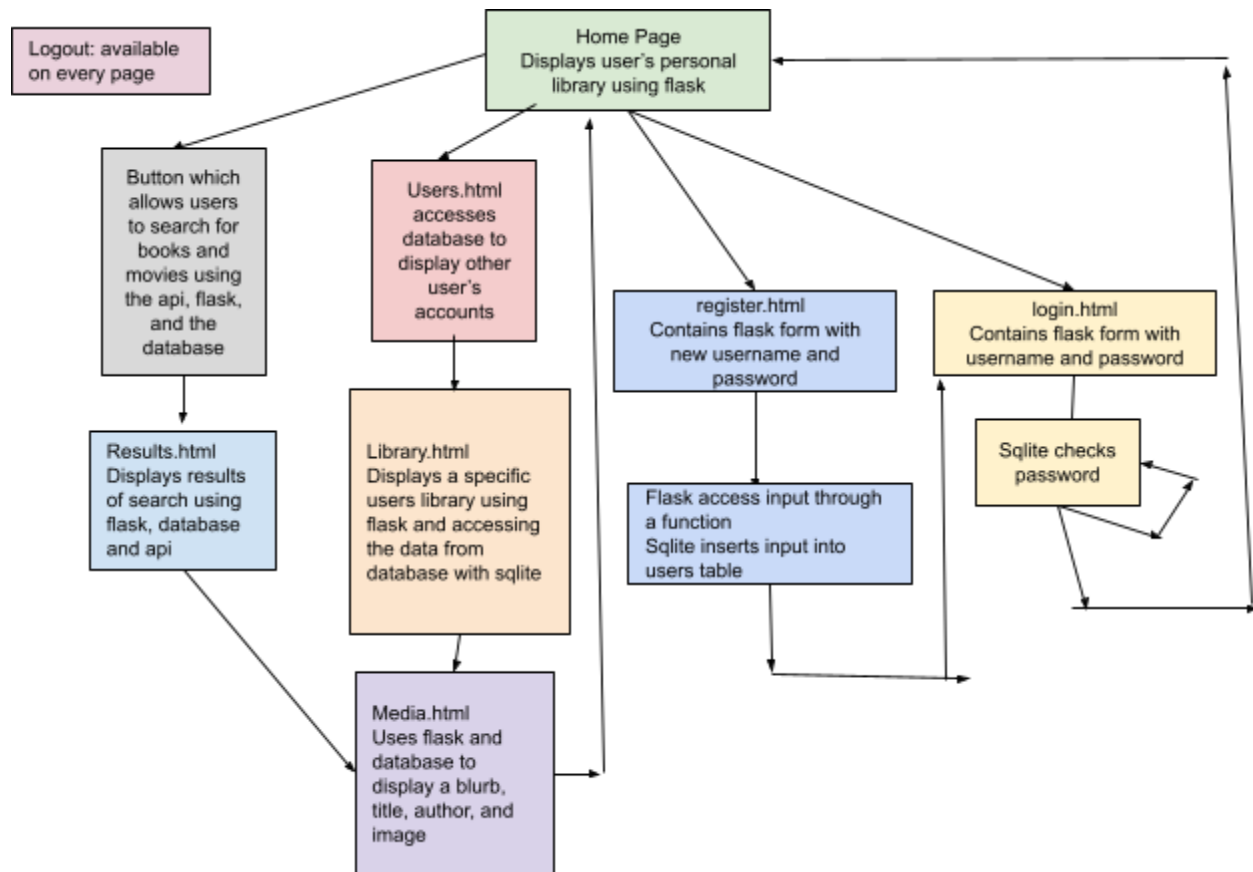 Logout: available
on every page
Home Page
Displays user's personal
library using flask
Button which
allows users
to search for
books and
movies using
the api, flask,
and the
database
Users.html
accesses
database to
display other
user's
accounts
register.html
Contains flask form with
new username and
password
login.html
Contains flask form with
username and password
Results.html
Displays results
of search using
flask, database
and api
Library.html
Displays a specific
users library using
flask and accessing
the data from
database with sqlite
Flask access input through
a function
Sqlite inserts input into
users table
Sqlite checks
password
Media.html
Uses flask and
database to
display a blurb,
title, author, and
image